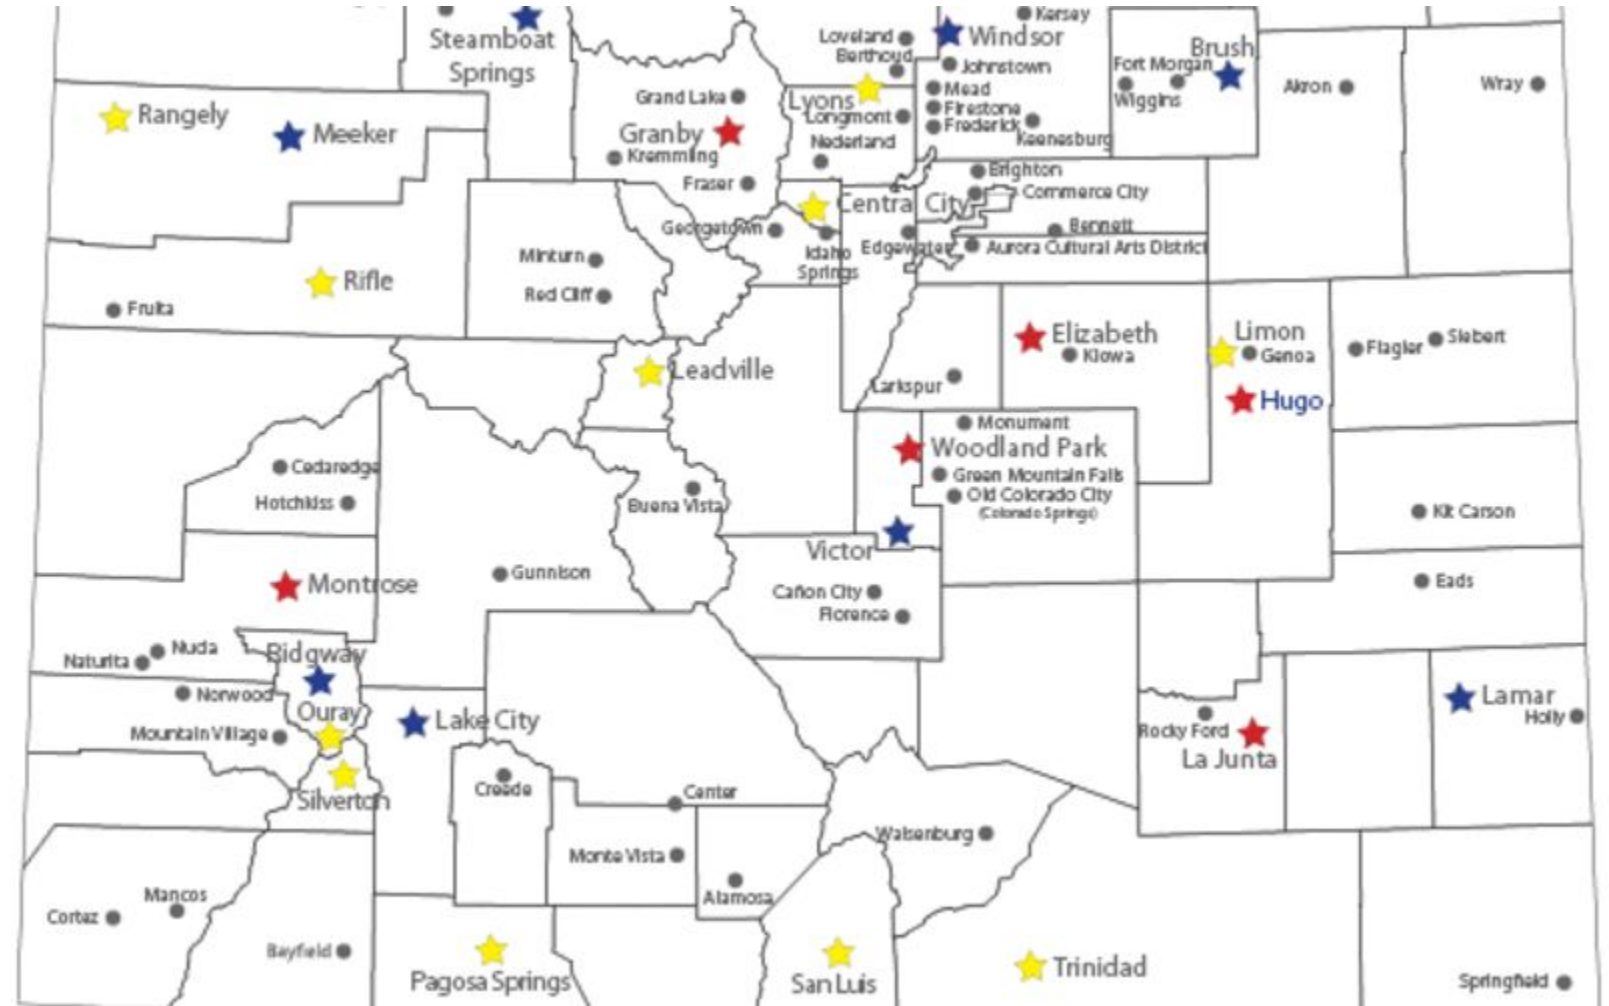 Kersey
Steamboat
Springs
Loveland
Windsor
Berthoud
Brush
Johnstown
Fort Morgan
Akron
Wray
Rangely
Meeker
Grand Lake
Lyons
Mead
Wiggins
Granby
Longmont
Firestone
Frederick
Keenesburg
Kremmling
Nederland
Fraser
Brighton
Central City
Commerce City
Georgetown
Bennett
Idaho
Springs
Edgewater
Aurora Cultural Arts District
Minturn
Red Cliff
Rifle
Fruita
Elizabeth
Kiowa
Limon
Genoa
Flagler
Siebert
Leadville
Larkspur
Hugo
Monument
Woodland Park
Cedaredge
Green Mountain Falls
Hotchkiss
Buena Vista
Old Colorado City
(Colorado Springs)
Kit Carson
Victor
Gunnison
Montrose
Cañon City
Florence
Eads
Nucla
Naturita
Ridgway
Norwood
Ouray
Lake City
Lamar
Holly
Mountain Village
Rocky Ford
La Junta
Silverton
Creede
Center
Walsenburg
Monte Vista
Alamosa
Mancos
Cortez
Bayfield
Pagosa Springs
San Luis
Trinidad
Springfield